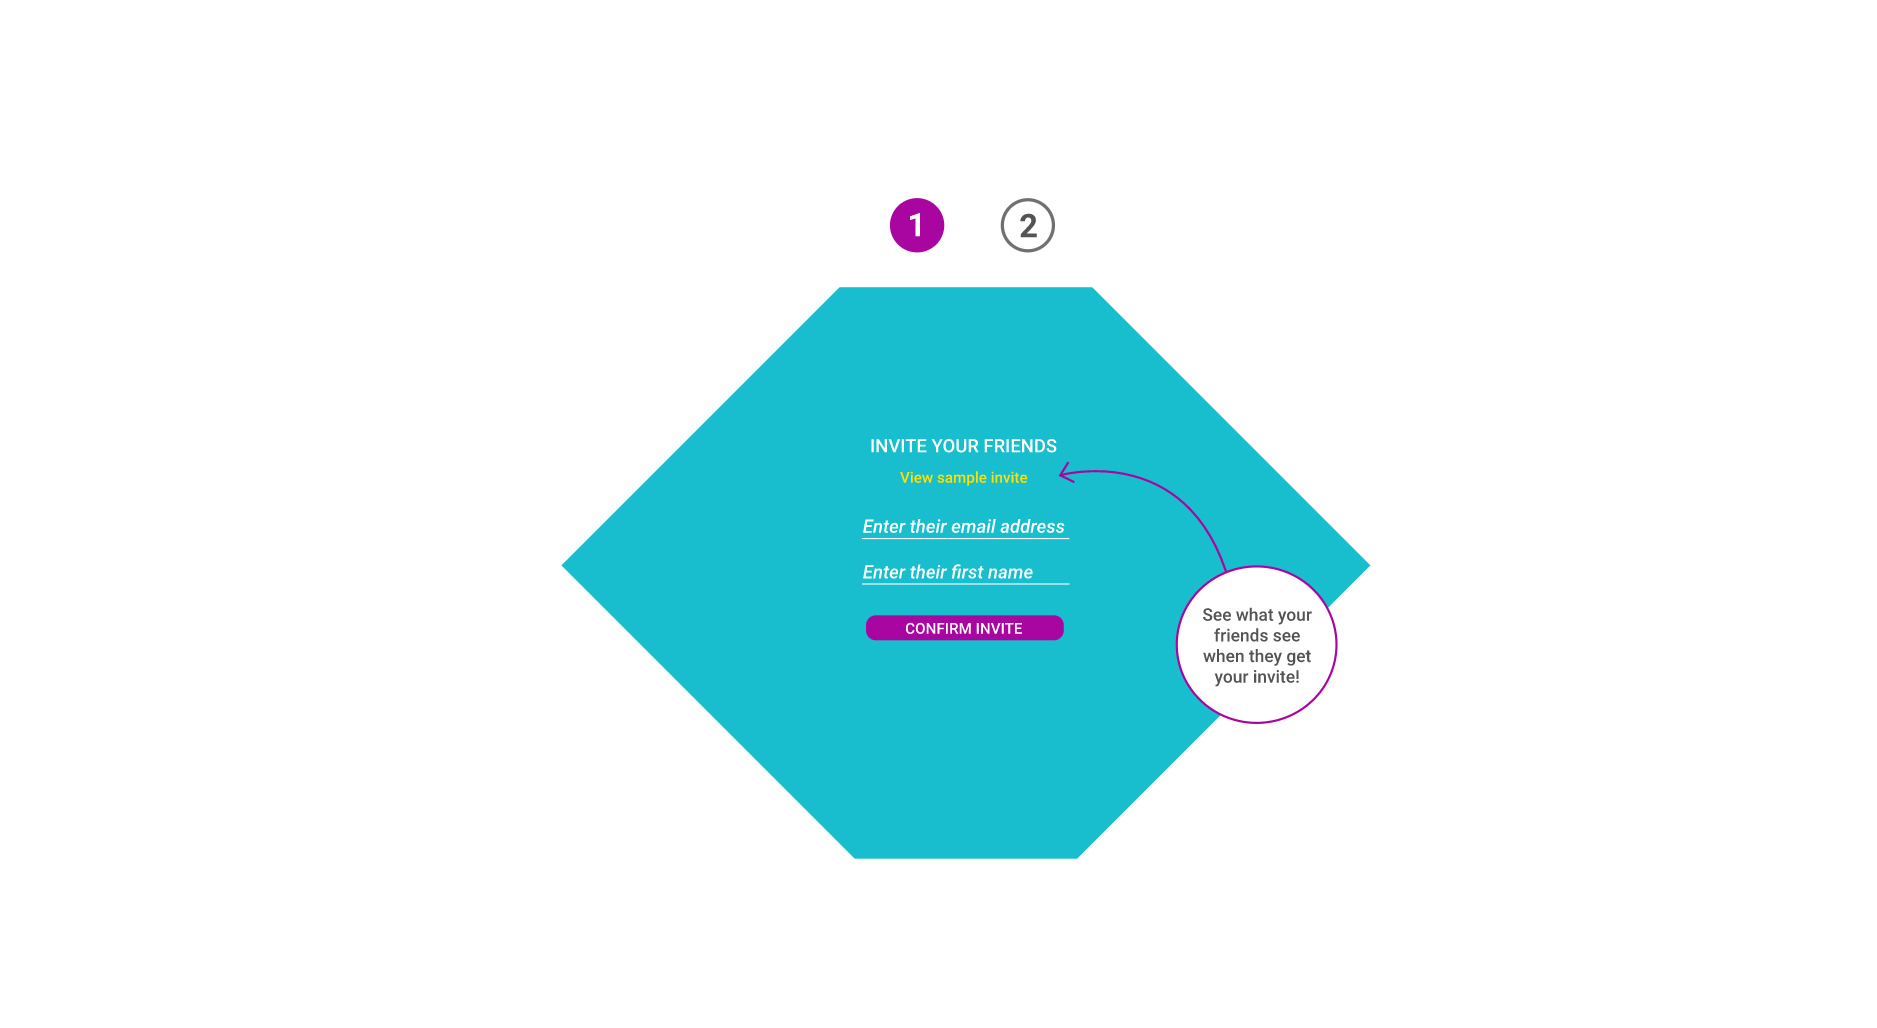 1
2
INVITE YOUR FRIENDS
View sample invite
Enter their email address
Enter their first name
CONFIRM INVITE
See what your
friends see
when they get
your invite!